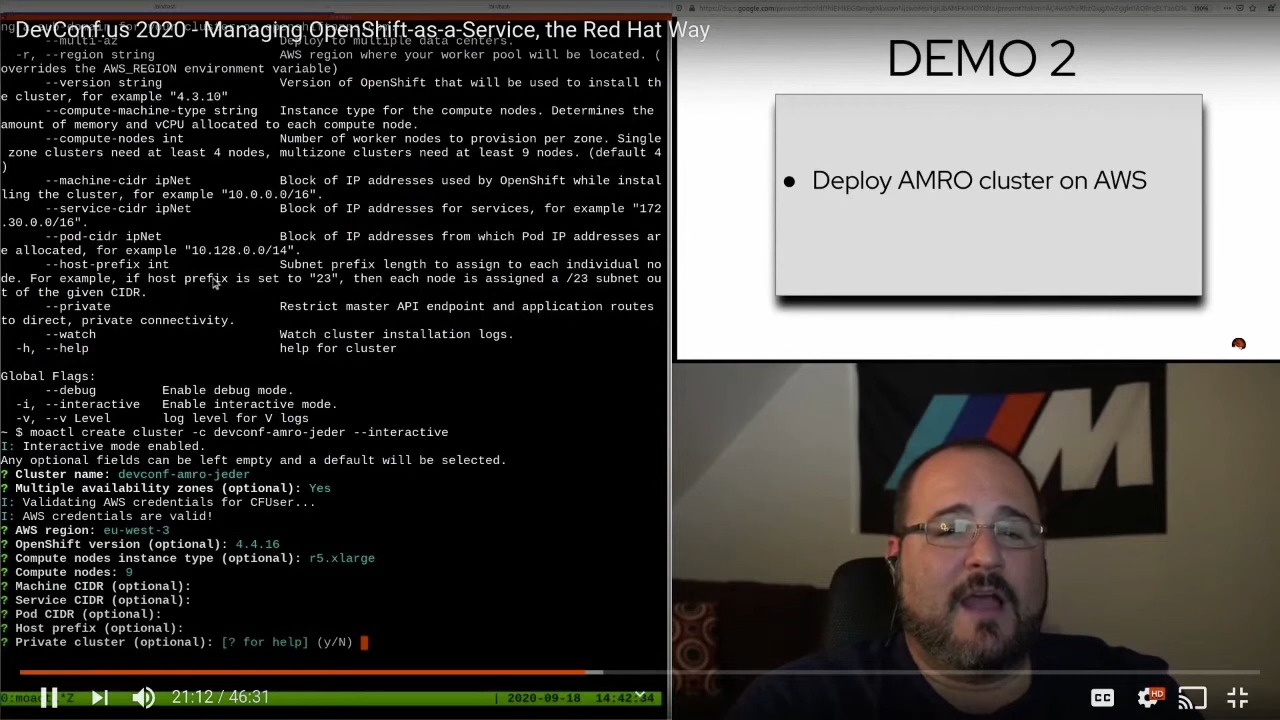 DevConf.us 2020 - Managing OpenShift-as-a-Service, the Red Hat Way
--multi-az Deploy to multiple data centers.
-r, --region string AWS region where your worker pool will be located. (
overrides the AWS_REGION environment variable)
--version string Version of OpenShift that will be used to install th
e cluster, for example "4.3.10"
--compute-machine-type string Instance type for the compute nodes. Determines the
amount of memory and vCPU allocated to each compute node.
--compute-nodes int Number of worker nodes to provision per zone. Single
zone clusters need at least 4 nodes, multizone clusters need at least 9 nodes. (default 4
)
--machine-cidr ipNet Block of IP addresses used by OpenShift while instal
ling the cluster, for example "10.0.0.0/16".
--service-cidr ipNet Block of IP addresses for services, for example "172
.30.0.0/16".
--pod-cidr ipNet Block of IP addresses from which Pod IP addresses ar
e allocated, for example "10.128.0.0/14".
--host-prefix int Subnet prefix length to assign to each individual no
de. For example, if host prefix is set to "23", then each node is assigned a /23 subnet ou
t of the given CIDR.
--private Restrict master API endpoint and application routes
to direct, private connectivity.
--watch Watch cluster installation logs.
-h, --help help for cluster
Global Flags:
--debug Enable debug mode.
-i, --interactive Enable interactive mode.
-v, --v Level log level for V logs
~ $ moactl create cluster -c devconf-amro-jeder --interactive
I: Interactive mode enabled.
Any optional fields can be left empty and a default will be selected.
? Cluster name: devconf-amro-jeder
? Multiple availability zones (optional): Yes
I: Validating AWS credentials for CFUser...
I: AWS credentials are valid!
? AWS region: eu-west-3
? OpenShift version (optional): 4.4.16
? Compute nodes instance type (optional): r5.xlarge
? Compute nodes: 9
? Machine CIDR (optional):
? Service CIDR (optional):
? Pod CIDR (optional):
? Host prefix (optional):
? Private cluster (optional): [? for help] (y/N)
DEMO 2
● Deploy AMRO cluster on AWS
M
21:12 / 46:31
| 2020-09-18 14:42:34
CC
HD